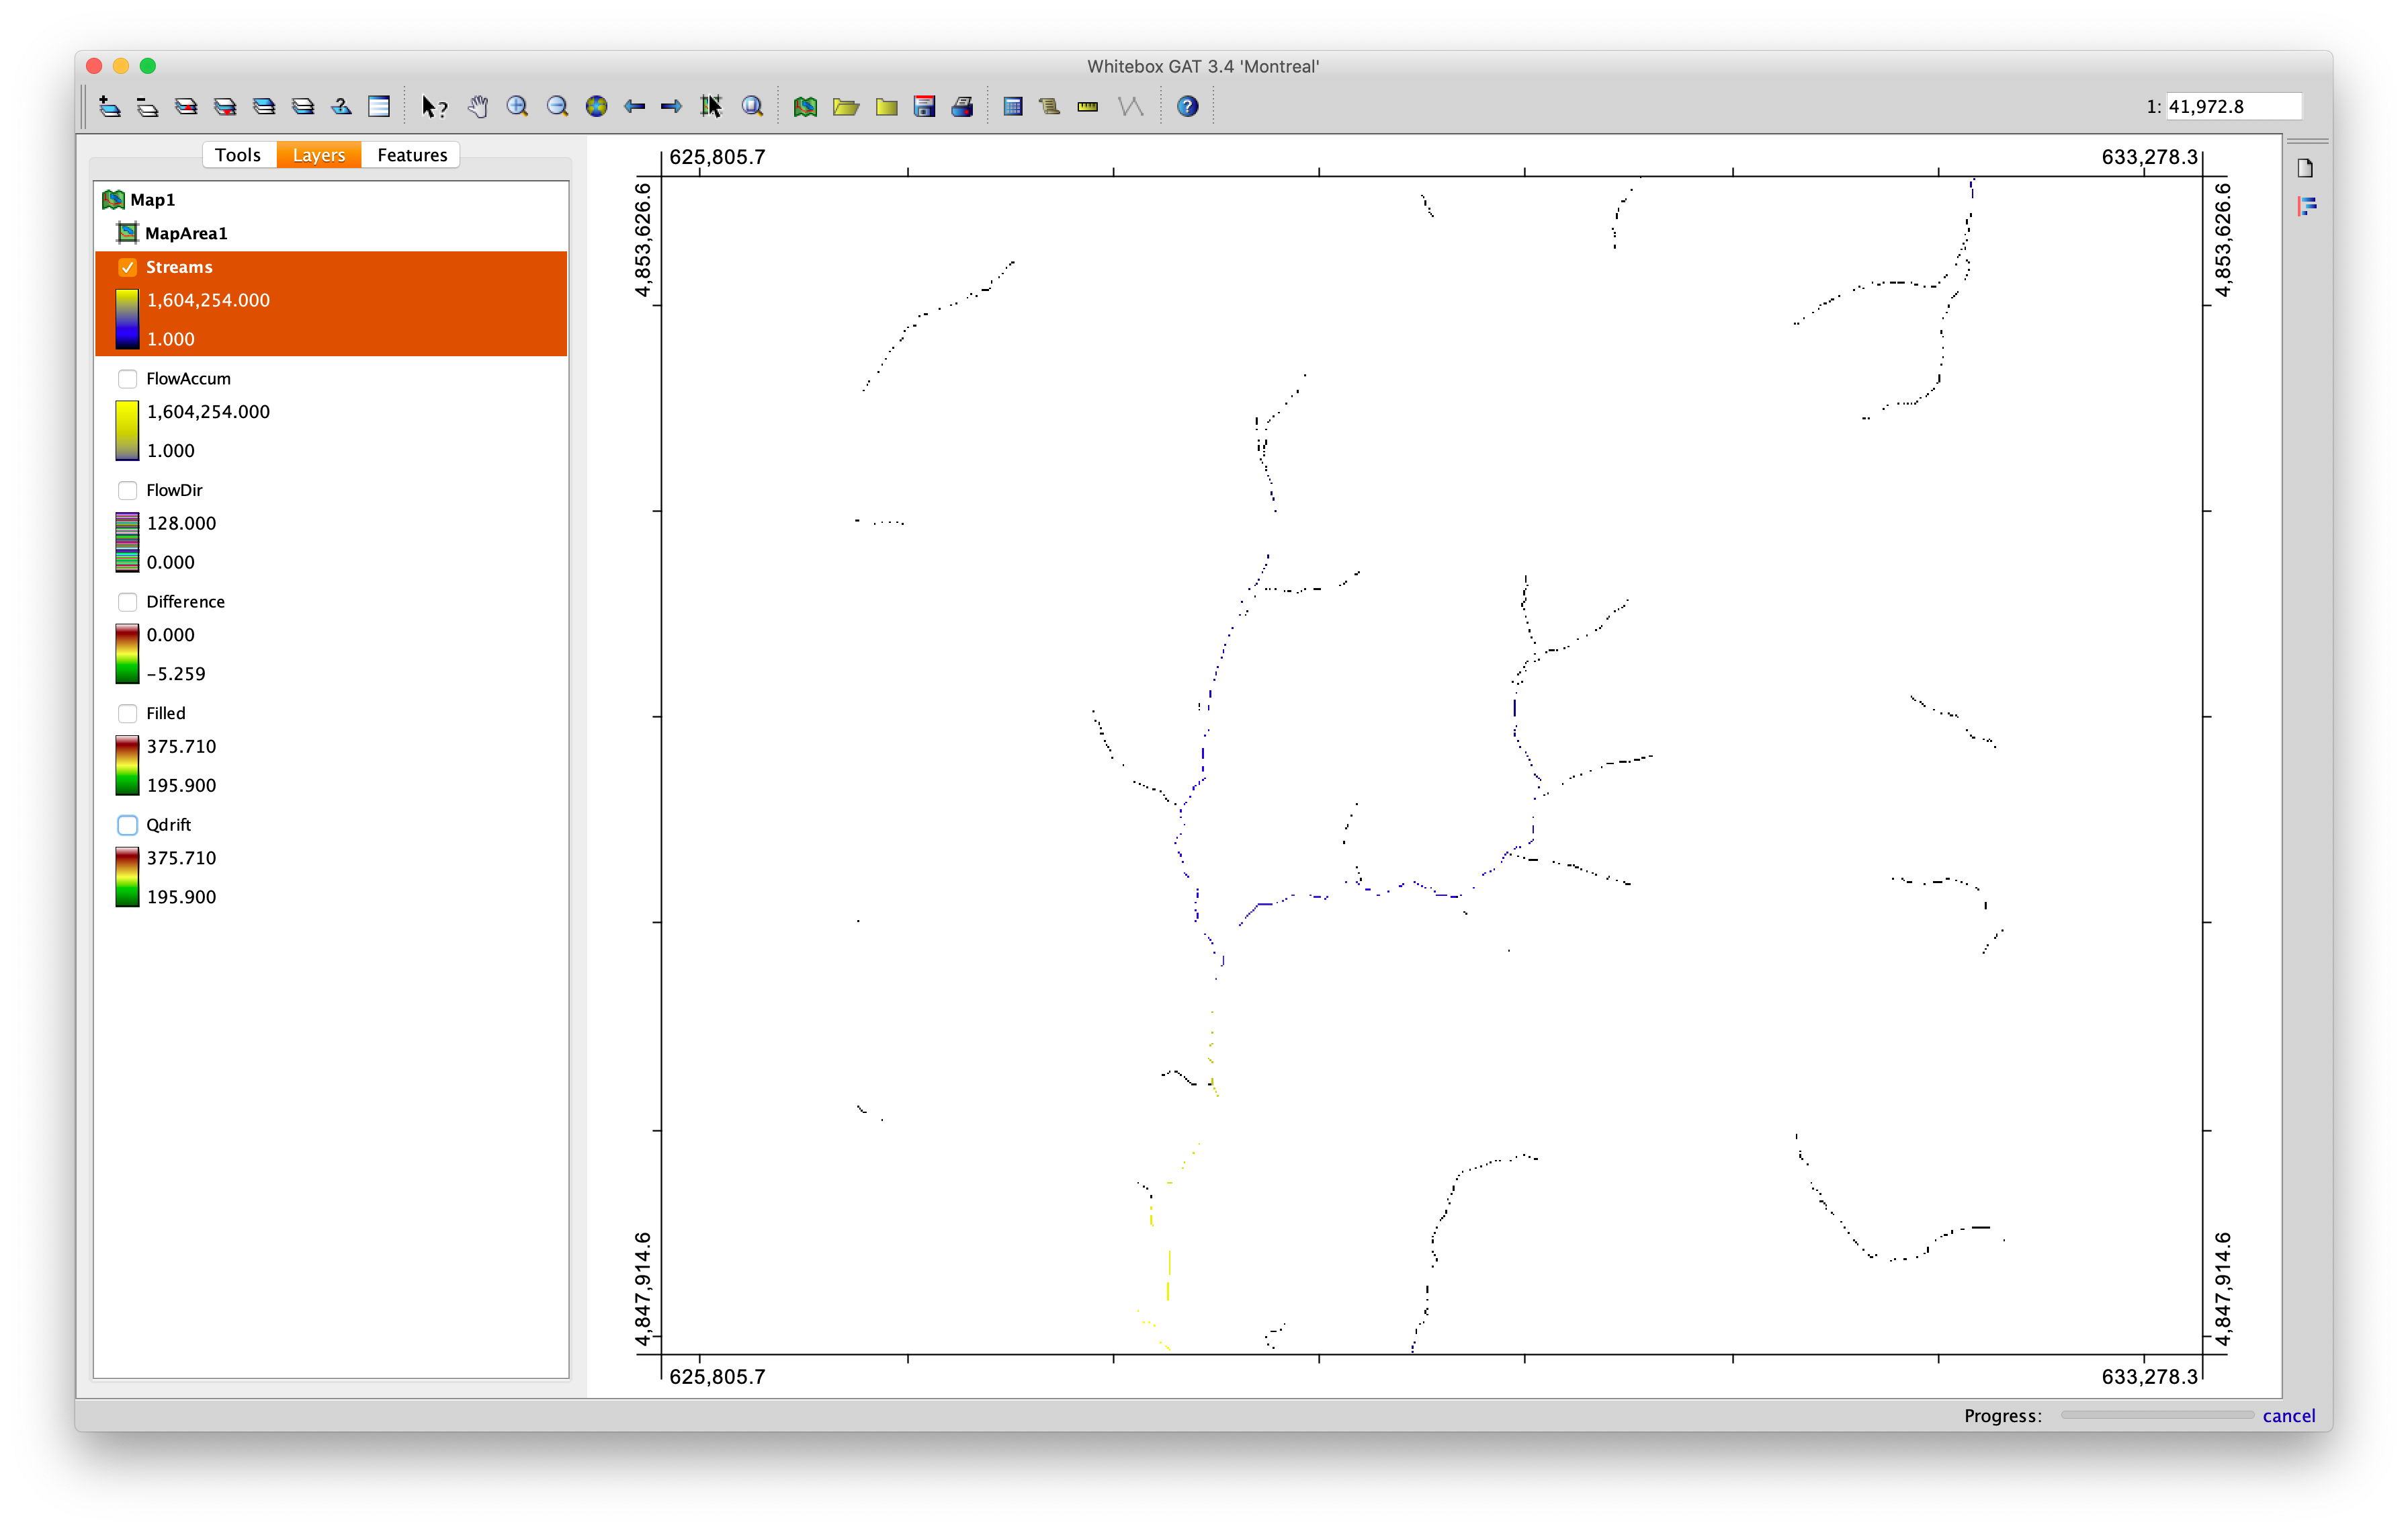 Whitebox GAT 3.4 'Montreal'
1: 41,972.8
Tools Layers Features
Map1
MapArea1
Streams
1,604,254.000
1.000
FlowAccum
1,604,254.000
1.000
FlowDir
128.000
0.000
Difference
0.000
−5.259
Filled
375.710
195.900
Qdrift
375.710
195.900
625,805.7
633,278.3
4,853,626.6
4,853,626.6
4,847,914.6
4,847,914.6
625,805.7
633,278.3
Progress: cancel